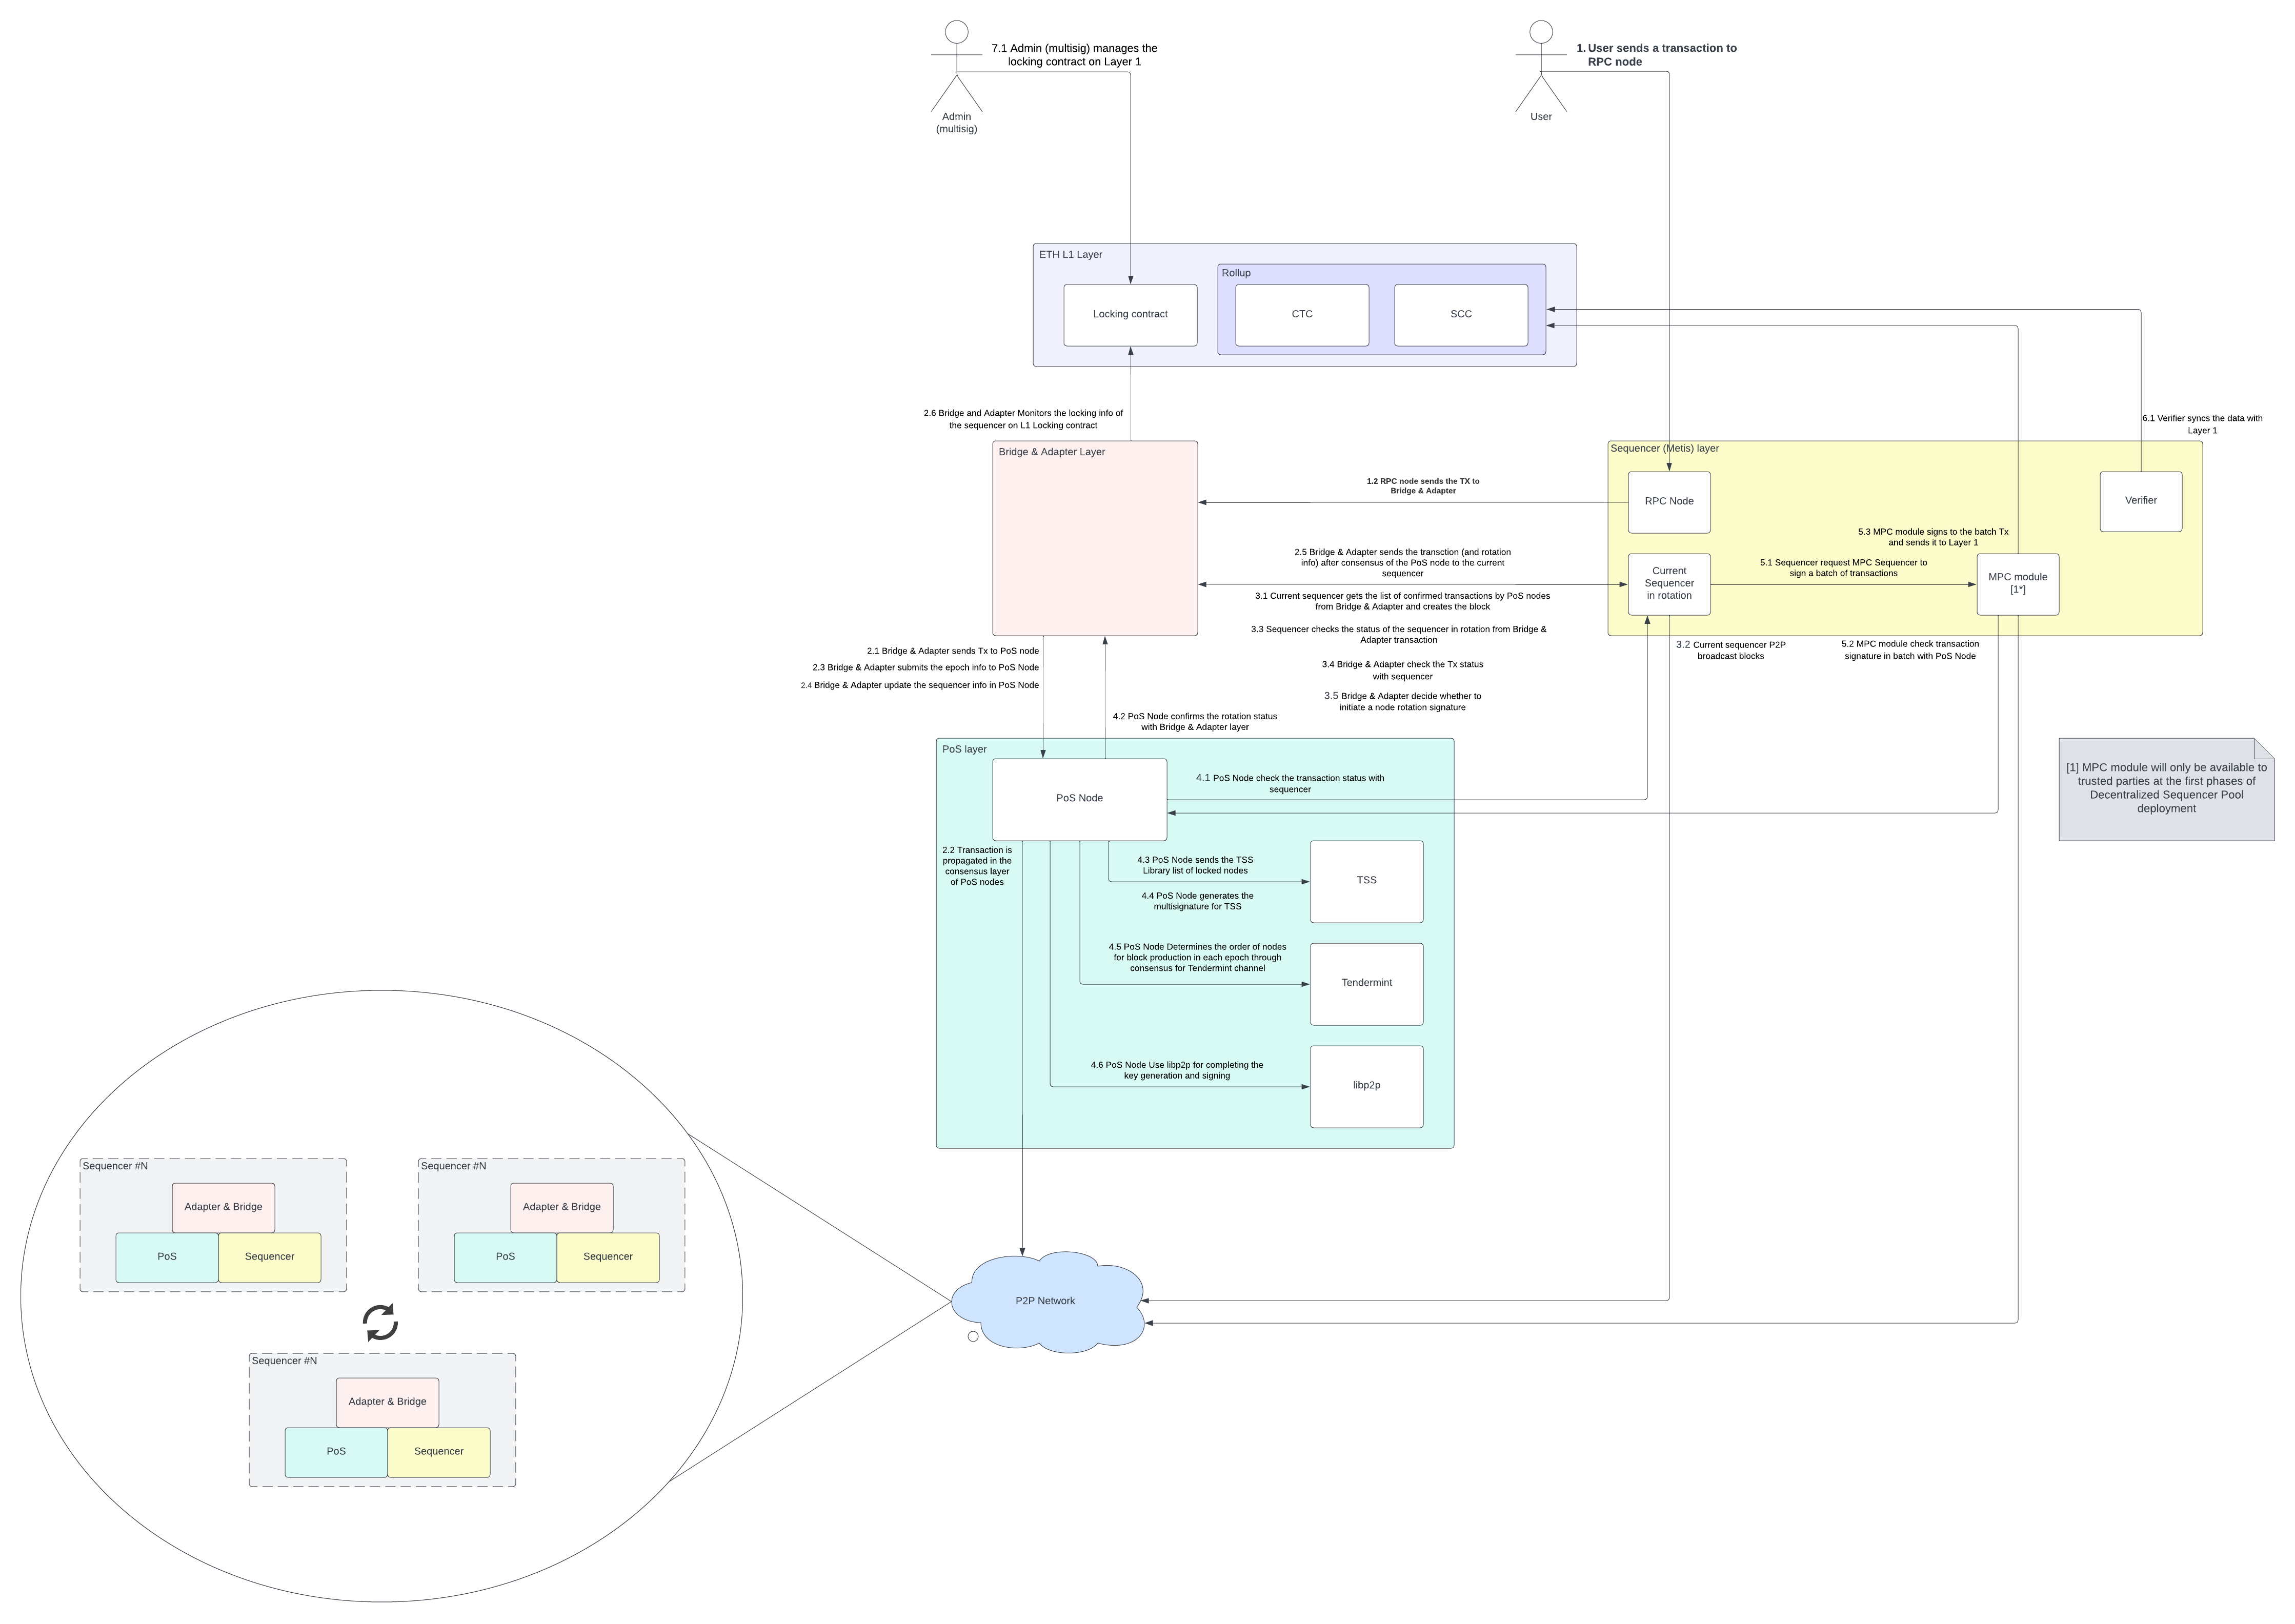 7.1 Admin (multisig) manages the
locking contract on Layer 1
1. User sends a transaction to
RPC node
Admin
(multisig)
User
ETH L1 Layer
Rollup
Locking contract
CTC
SCC
2.6 Bridge and Adapter Monitors the locking info of
the sequencer on L1 Locking contract
6.1 Verifier syncs the data with
Layer 1
Bridge & Adapter Layer
Sequencer (Metis) layer
1.2 RPC node sends the TX to
Bridge & Adapter
RPC Node
Verifier
5.3 MPC module signs to the batch Tx
and sends it to Layer 1
2.5 Bridge & Adapter sends the transction (and rotation
info) after consensus of the PoS node to the current
sequencer
Current
Sequencer
in rotation
5.1 Sequencer request MPC Sequencer to
sign a batch of transactions
MPC module
[1*]
3.1 Current sequencer gets the list of confirmed transactions by PoS nodes
from Bridge & Adapter and creates the block
3.3 Sequencer checks the status of the sequencer in rotation from Bridge &
Adapter transaction
2.1 Bridge & Adapter sends Tx to PoS node
2.3 Bridge & Adapter submits the epoch info to PoS Node
2.4 Bridge & Adapter update the sequencer info in PoS Node
3.4 Bridge & Adapter check the Tx status
with sequencer
3.5 Bridge & Adapter decide whether to
initiate a node rotation signature
3.2 Current sequencer P2P
broadcast blocks
5.2 MPC module check transaction
signature in batch with PoS Node
4.2 PoS Node confirms the rotation status
with Bridge & Adapter layer
PoS layer
PoS Node
4.1 PoS Node check the transaction status with
sequencer
[1] MPC module will only be available to
trusted parties at the first phases of
Decentralized Sequencer Pool
deployment
2.2 Transaction is
propagated in the
consensus layer
of PoS nodes
4.3 PoS Node sends the TSS
Library list of locked nodes
TSS
4.4 PoS Node generates the
multisignature for TSS
4.5 PoS Node Determines the order of nodes
for block production in each epoch through
consensus for Tendermint channel
Tendermint
4.6 PoS Node Use libp2p for completing the
key generation and signing
libp2p
Sequencer #N
Adapter & Bridge
PoS
Sequencer
Sequencer #N
Adapter & Bridge
PoS
Sequencer
Sequencer #N
Adapter & Bridge
PoS
Sequencer
P2P Network